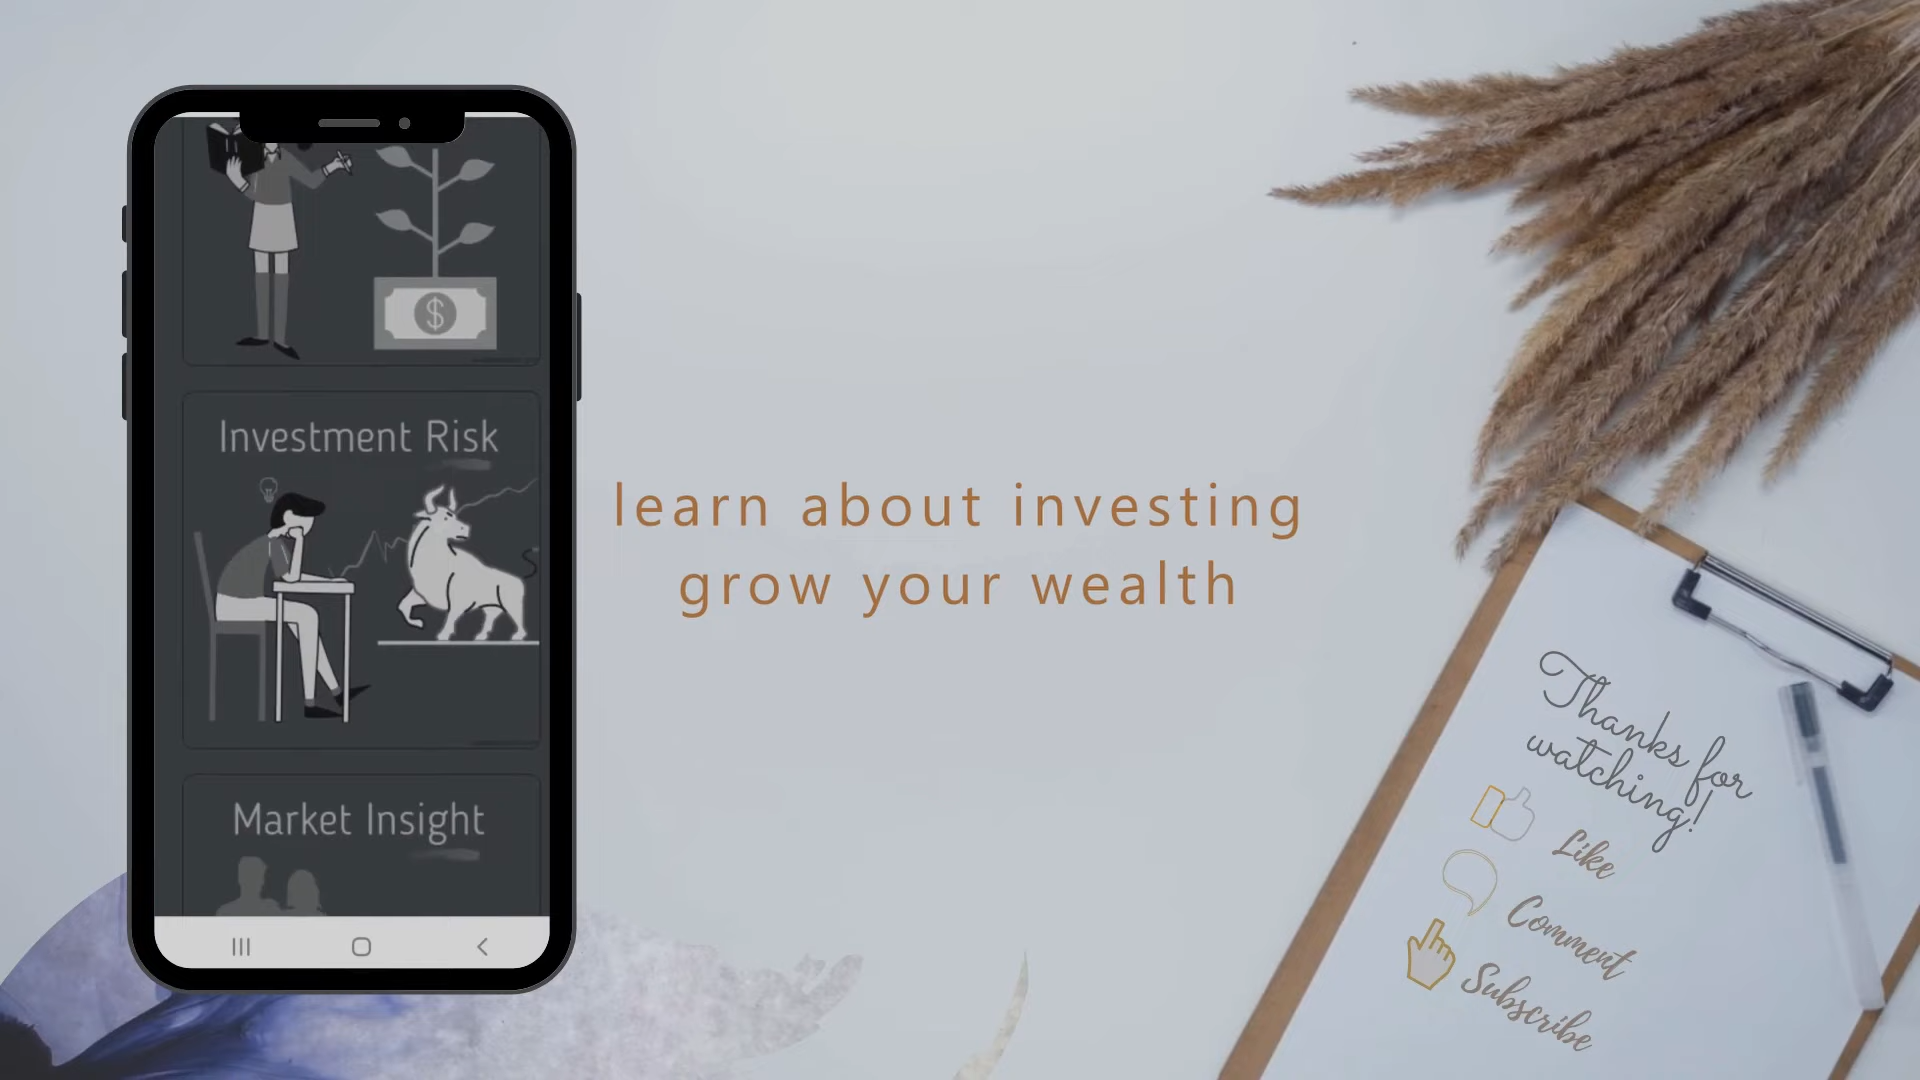 Investment Risk
Market Insight
learn about investing
grow your wealth
Thanks for
watching!
Like
Comment
Subscribe